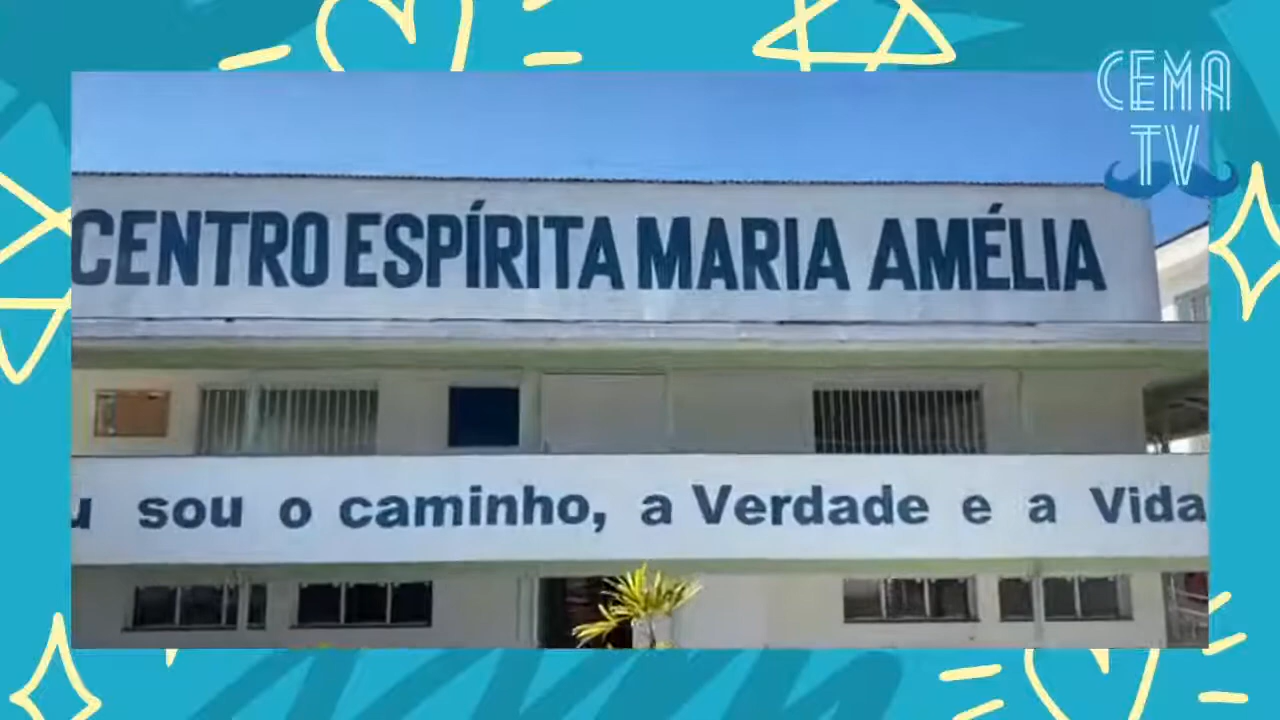 CEMA
TV
CENTRO ESPÍRITA MARIA AMÉLIA
u sou o caminho, a Verdade e a Vida